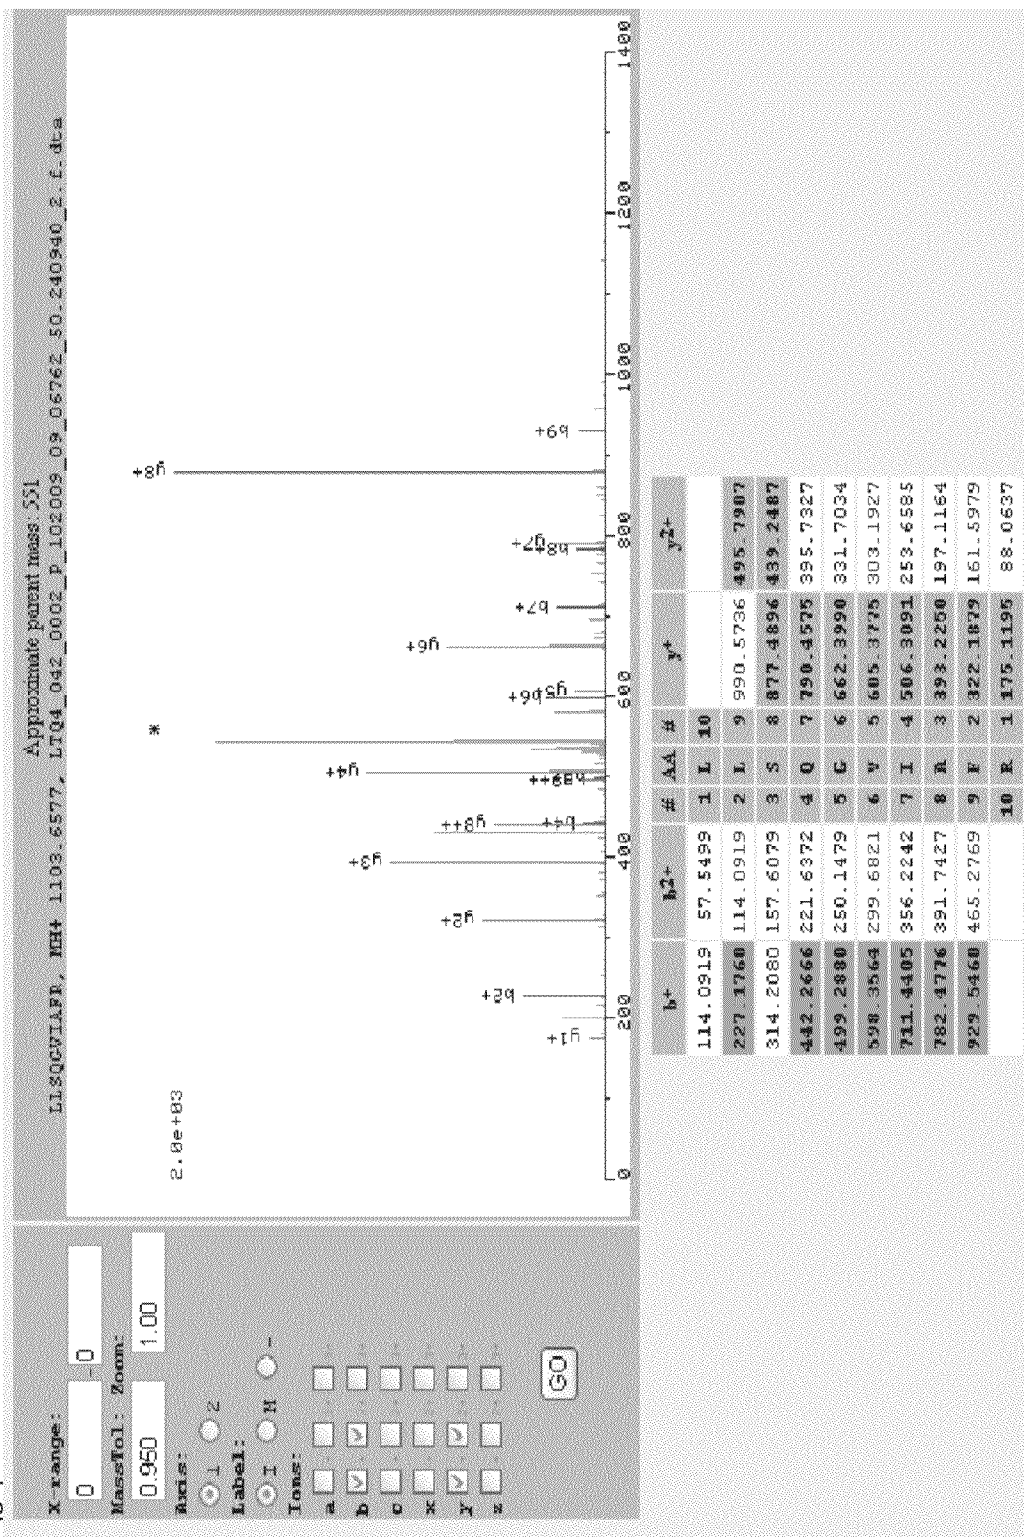 X-range:
0 - 0
MassTol: Zoom:
0.950 1.00
Axis:
1 2
Label:
I M -
Ions:
a
b
c
x
y
z
GO
Approximate parent mass 551
LLSQGVIAFR, MH+ 1103.6577, LTQ4_042_0002_P_102009_09_06762_50.240940_2.f.dta
2.0e+03
*
y8+
b9+
y7+
b8+
b7+
y6+
y5+
b6+
y4+
y8++
b4+
y3+
y2+
b2+
y1+
0 200 400 600 800 1000 1200 1400
b+ b2+ # AA # y+ y2+
114.0919 57.5499 1 L 10
227.1760 114.0919 2 L 9 990.5736 495.7907
314.2080 157.6079 3 S 8 877.4896 439.2487
442.2666 221.6372 4 Q 7 790.4575 395.7327
499.2880 250.1479 5 G 6 662.3990 331.7034
598.3564 299.6821 6 V 5 605.3775 303.1927
711.4405 356.2242 7 I 4 506.3091 253.6585
782.4776 391.7427 8 A 3 393.2250 197.1164
929.5460 465.2769 9 F 2 322.1879 161.5979
10 R 1 175.1195 88.0637